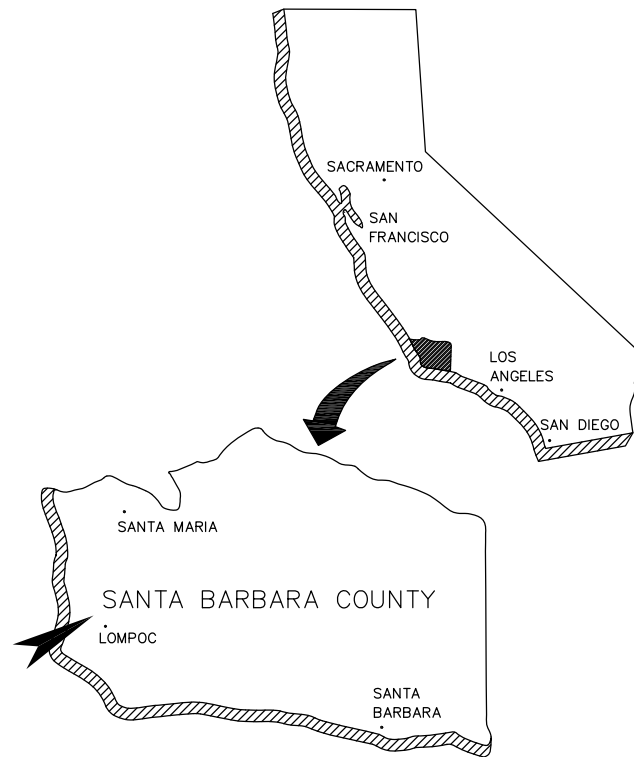 SACRAMENTO
SAN
FRANCISCO
LOS
ANGELES
SAN DIEGO
SANTA MARIA
SANTA BARBARA COUNTY
LOMPOC
SANTA
BARBARA